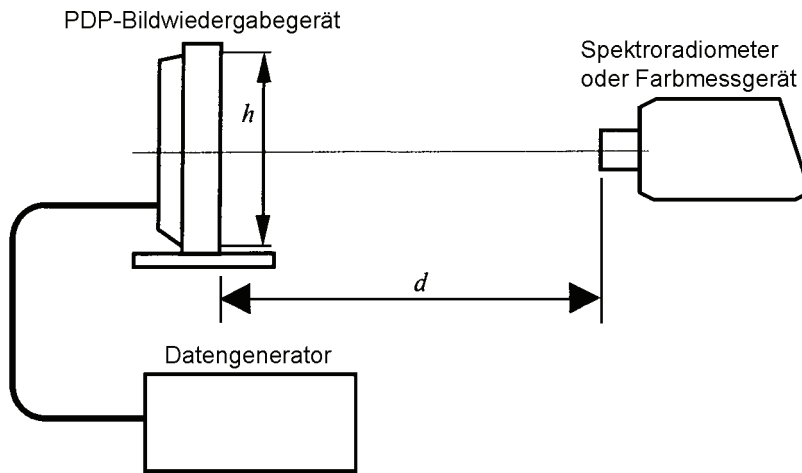 PDP-Bildwiedergabegerät
Spektroradiometer
oder Farbmessgerät
h
d
Datengenerator